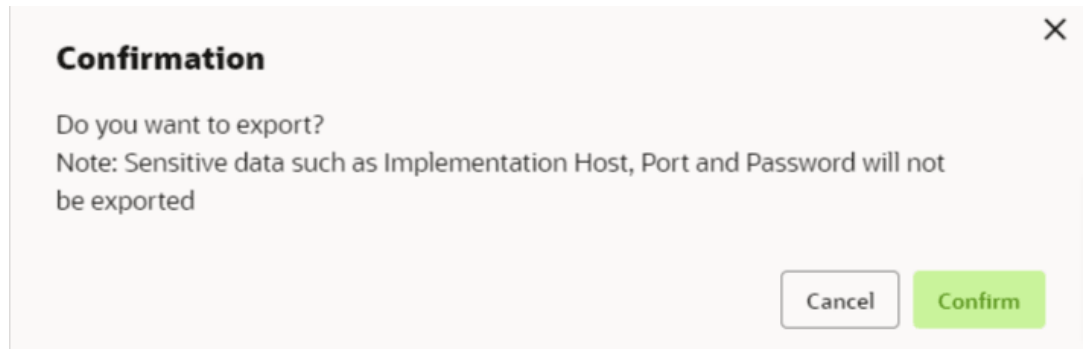 Confirmation
Do you want to export?
Note: Sensitive data such as Implementation Host, Port and Password will not
be exported
Cancel
Confirm